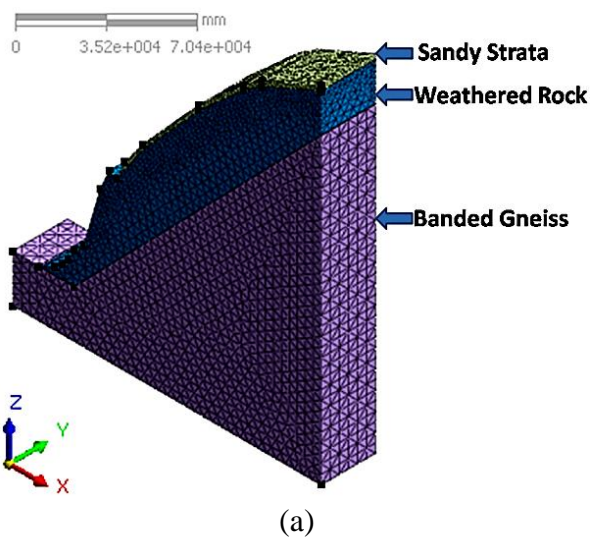 mm
0 3.52e+004 7.04e+004
Sandy Strata
Weathered Rock
Banded Gneiss
Z
Y
X
(a)